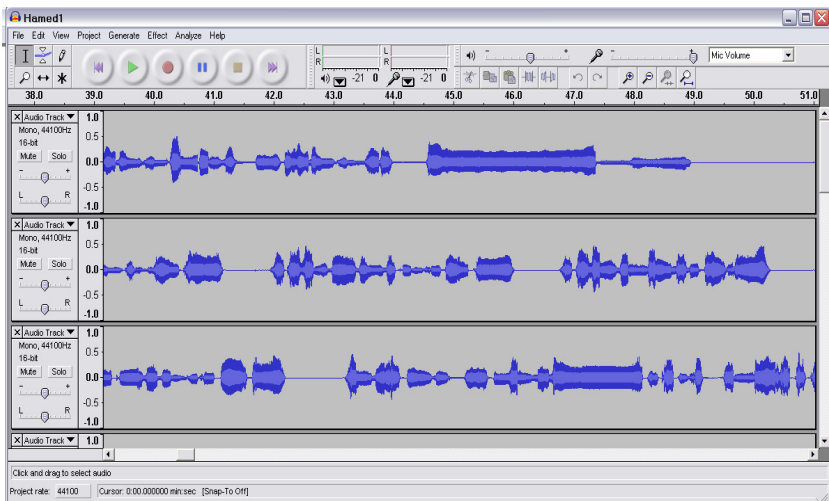 Hamed1
File Edit View Project Generate Effect Analyze Help
L
R
L
R
-21 0
-21 0
Mic Volume
38.0 39.0 40.0 41.0 42.0 43.0 44.0 45.0 46.0 47.0 48.0 49.0 50.0 51.0
X Audio Track 1.0
Mono, 44100Hz
16-bit 0.5
Mute Solo 0.0
- +
-0.5
L R
-1.0
X Audio Track 1.0
Mono, 44100Hz
16-bit 0.5
Mute Solo 0.0
- +
-0.5
L R
-1.0
X Audio Track 1.0
Mono, 44100Hz
16-bit 0.5
Mute Solo 0.0
- +
-0.5
L R
-1.0
X Audio Track 1.0
Click and drag to select audio
Project rate: 44100 Cursor: 0:00.000000 min:sec [Snap-To Off]